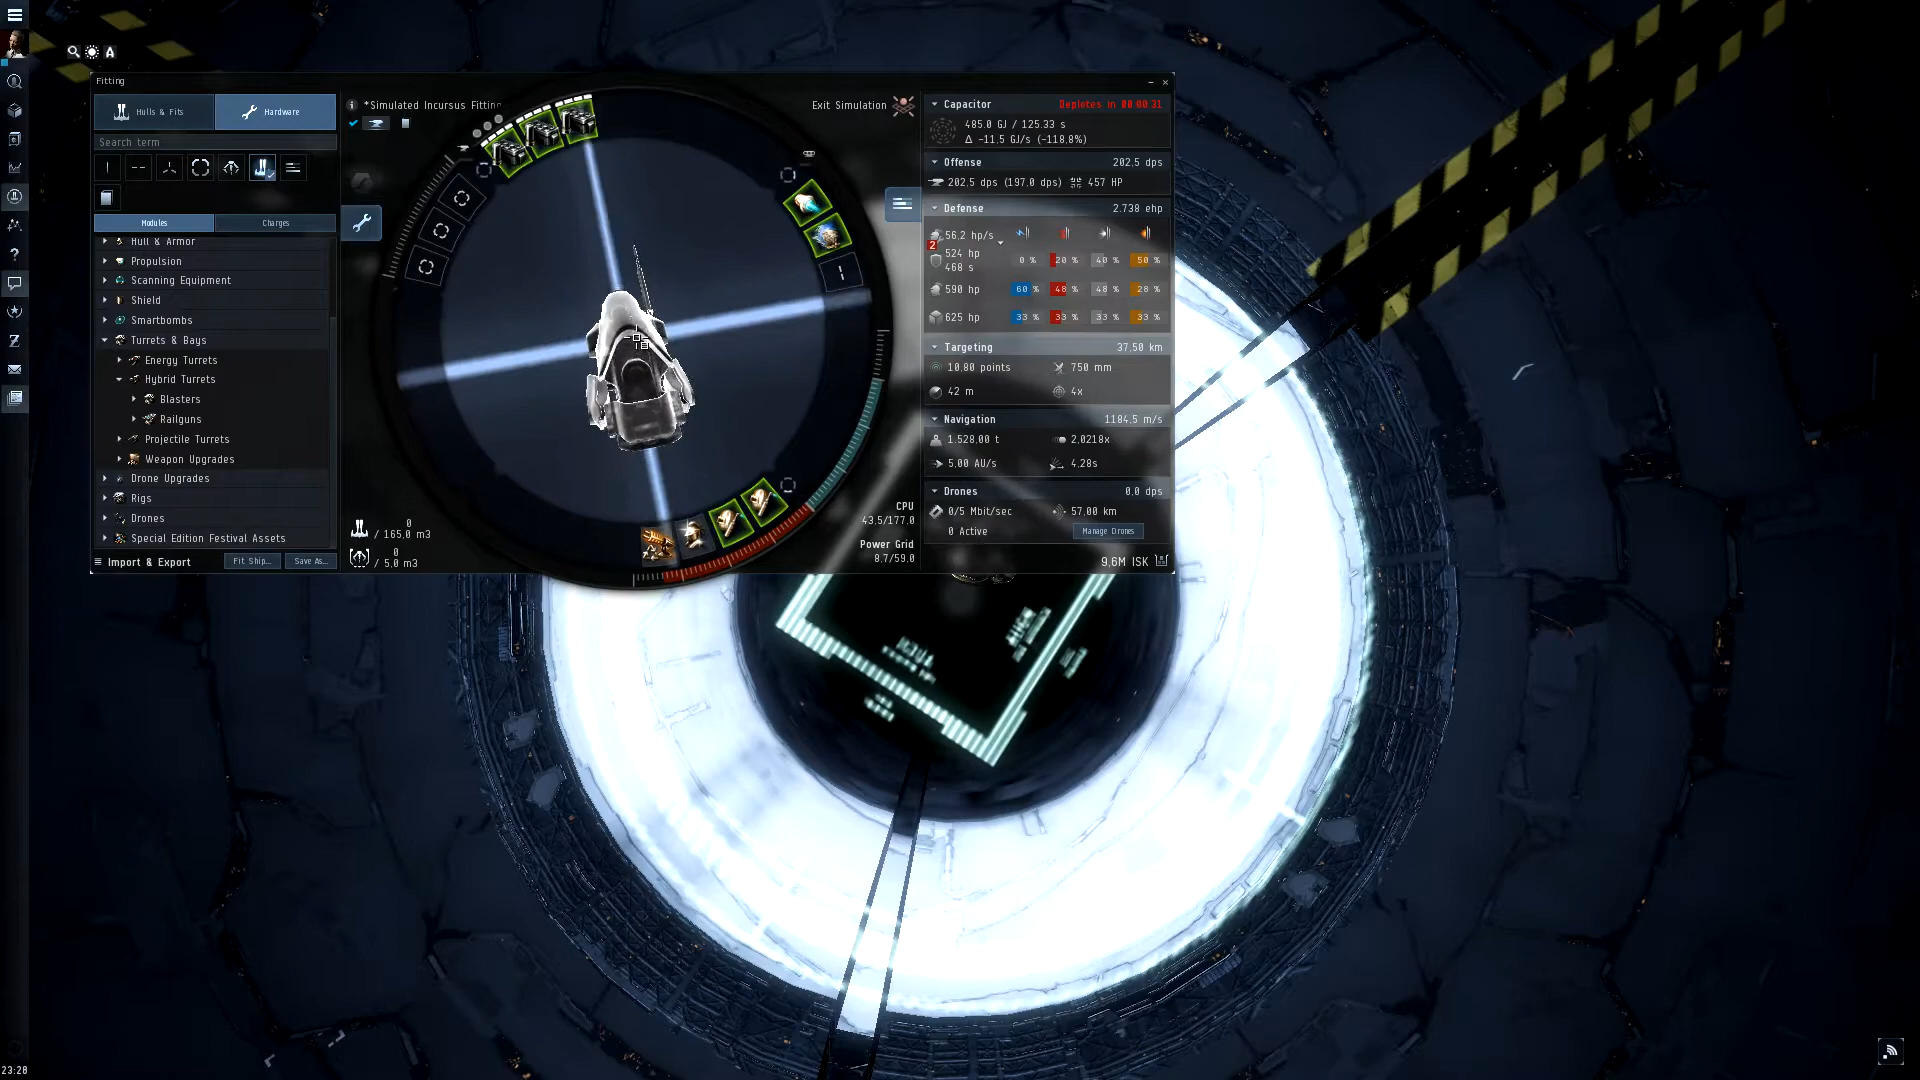 Fitting
Hulls & Fits
Hardware
Search term
Modules
Charges
Hull & Armor
Propulsion
Scanning Equipment
Shield
Smartbombs
Turrets & Bays
Energy Turrets
Hybrid Turrets
Blasters
Railguns
Projectile Turrets
Weapon Upgrades
Drone Upgrades
Rigs
Drones
Special Edition Festival Assets
Import & Export
Fit Ship...
Save As...
*Simulated Incursus Fitting
Exit Simulation
0
/ 165,0 m3
0
/ 5,0 m3
CPU
43.5/177.0
Power Grid
8.7/59.0
Capacitor
Depletes in 00:00:31
485.0 GJ / 125.33 s
Δ -11.5 GJ/s (-118.8%)
Offense
202,5 dps
202.5 dps (197.0 dps)
457 HP
Defense
2.738 ehp
56,2 hp/s
2
524 hp
468 s
0 %
20 %
40 %
50 %
590 hp
60 %
48 %
48 %
28 %
625 hp
33 %
33 %
33 %
33 %
Targeting
37,50 km
10,80 points
750 mm
42 m
4x
Navigation
1184,5 m/s
1.528,00 t
2,0218x
5,00 AU/s
4,28s
Drones
0.0 dps
0/5 Mbit/sec
57,00 km
0 Active
Manage Drones
9,6M ISK
A
23:28